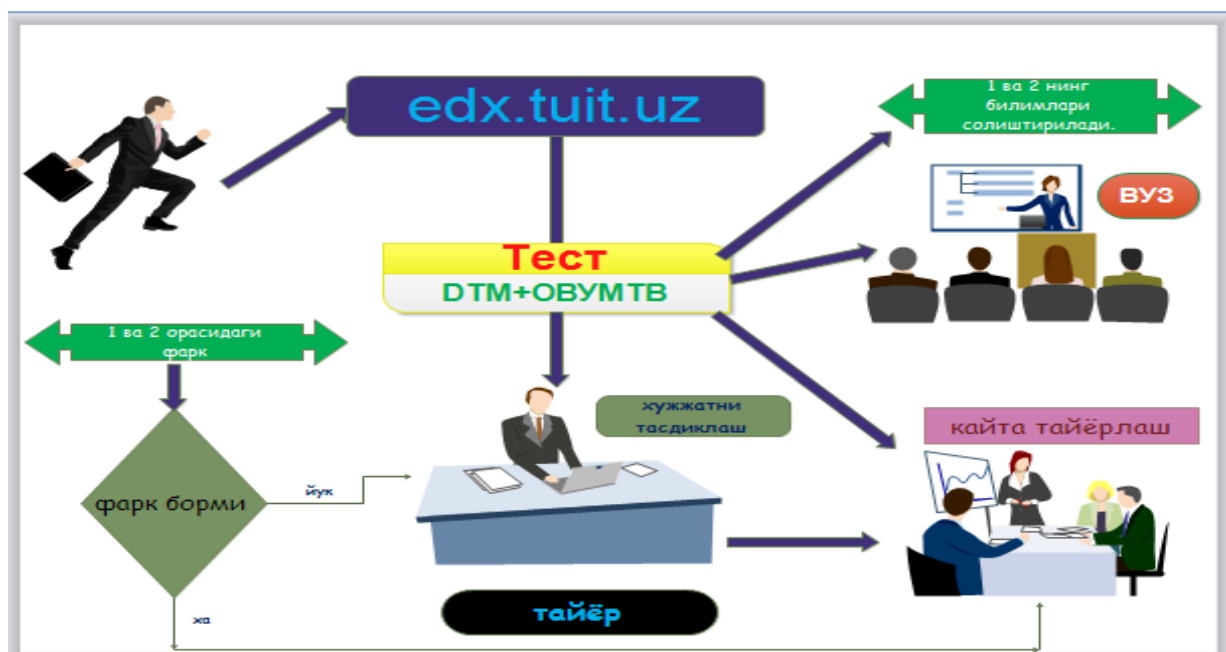 edx.tuit.uz
1 ва 2 нинг
билимлари
солиштирилади.
ВУЗ
Тест
DTM+ОВУМТВ
1 ва 2 орасидаги
фарк
хужжатни
тасдиклаш
кайта тайёрлаш
фарк борми
йук
тайёр
ха